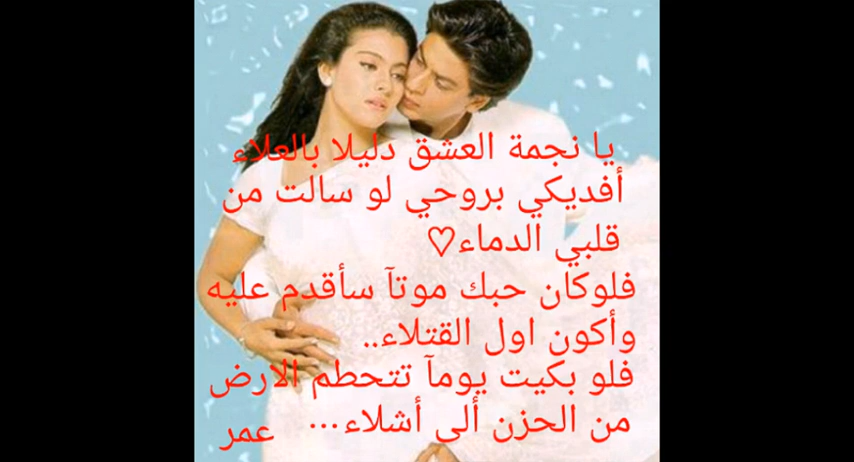 يا نجمة العشق دليلا بالعلاء
أفديكي بروحي لو سالت من
قلبي الدماء♡
فلوكان حبك موتآ سأقدم عليه
وأكون اول القتلاء..
فلو بكيت يومآ تتحطم الارض
من الحزن ألى أشلاء... عمر